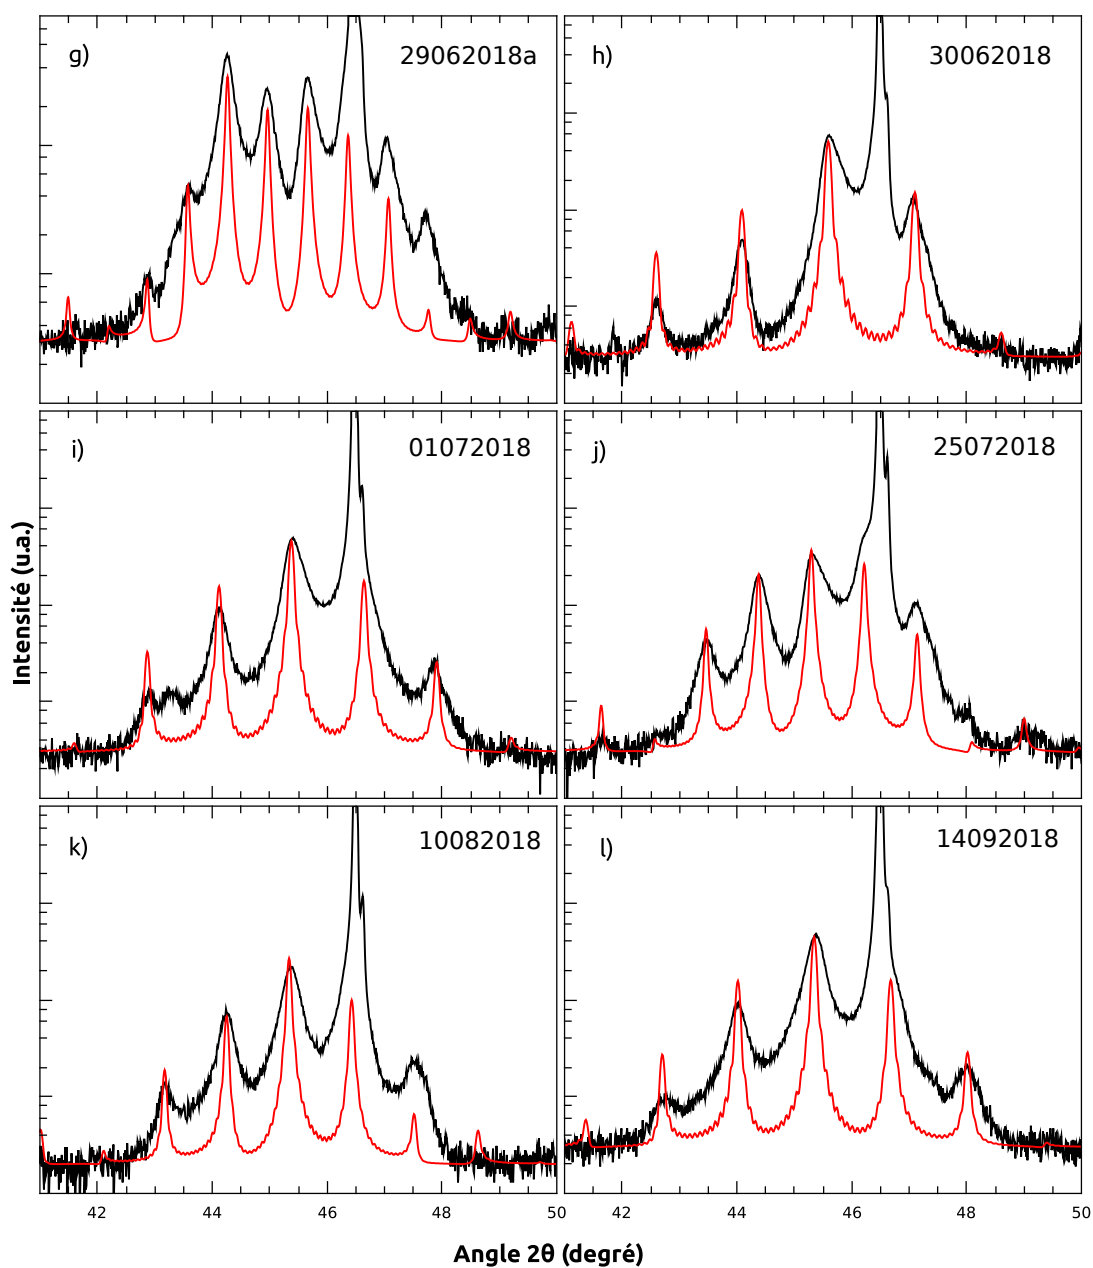 g) 29062018a
h) 30062018
i) 01072018
j) 25072018
k) 10082018
l) 14092018
Intensité (u.a.)
42 44 46 48 50 42 44 46 48 50
Angle 2θ (degré)